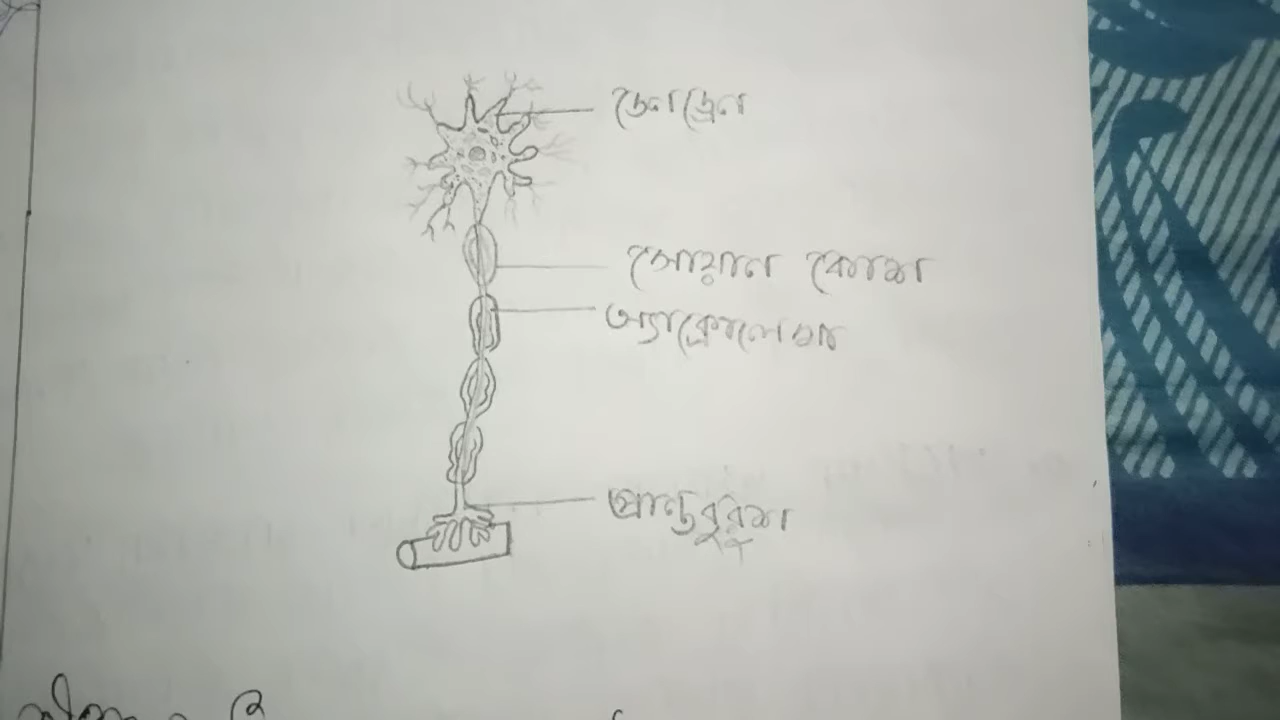 ডেনড্রন
সোয়ান কোশ
অ্যাক্সোলেমা
প্রান্তবুরুশ